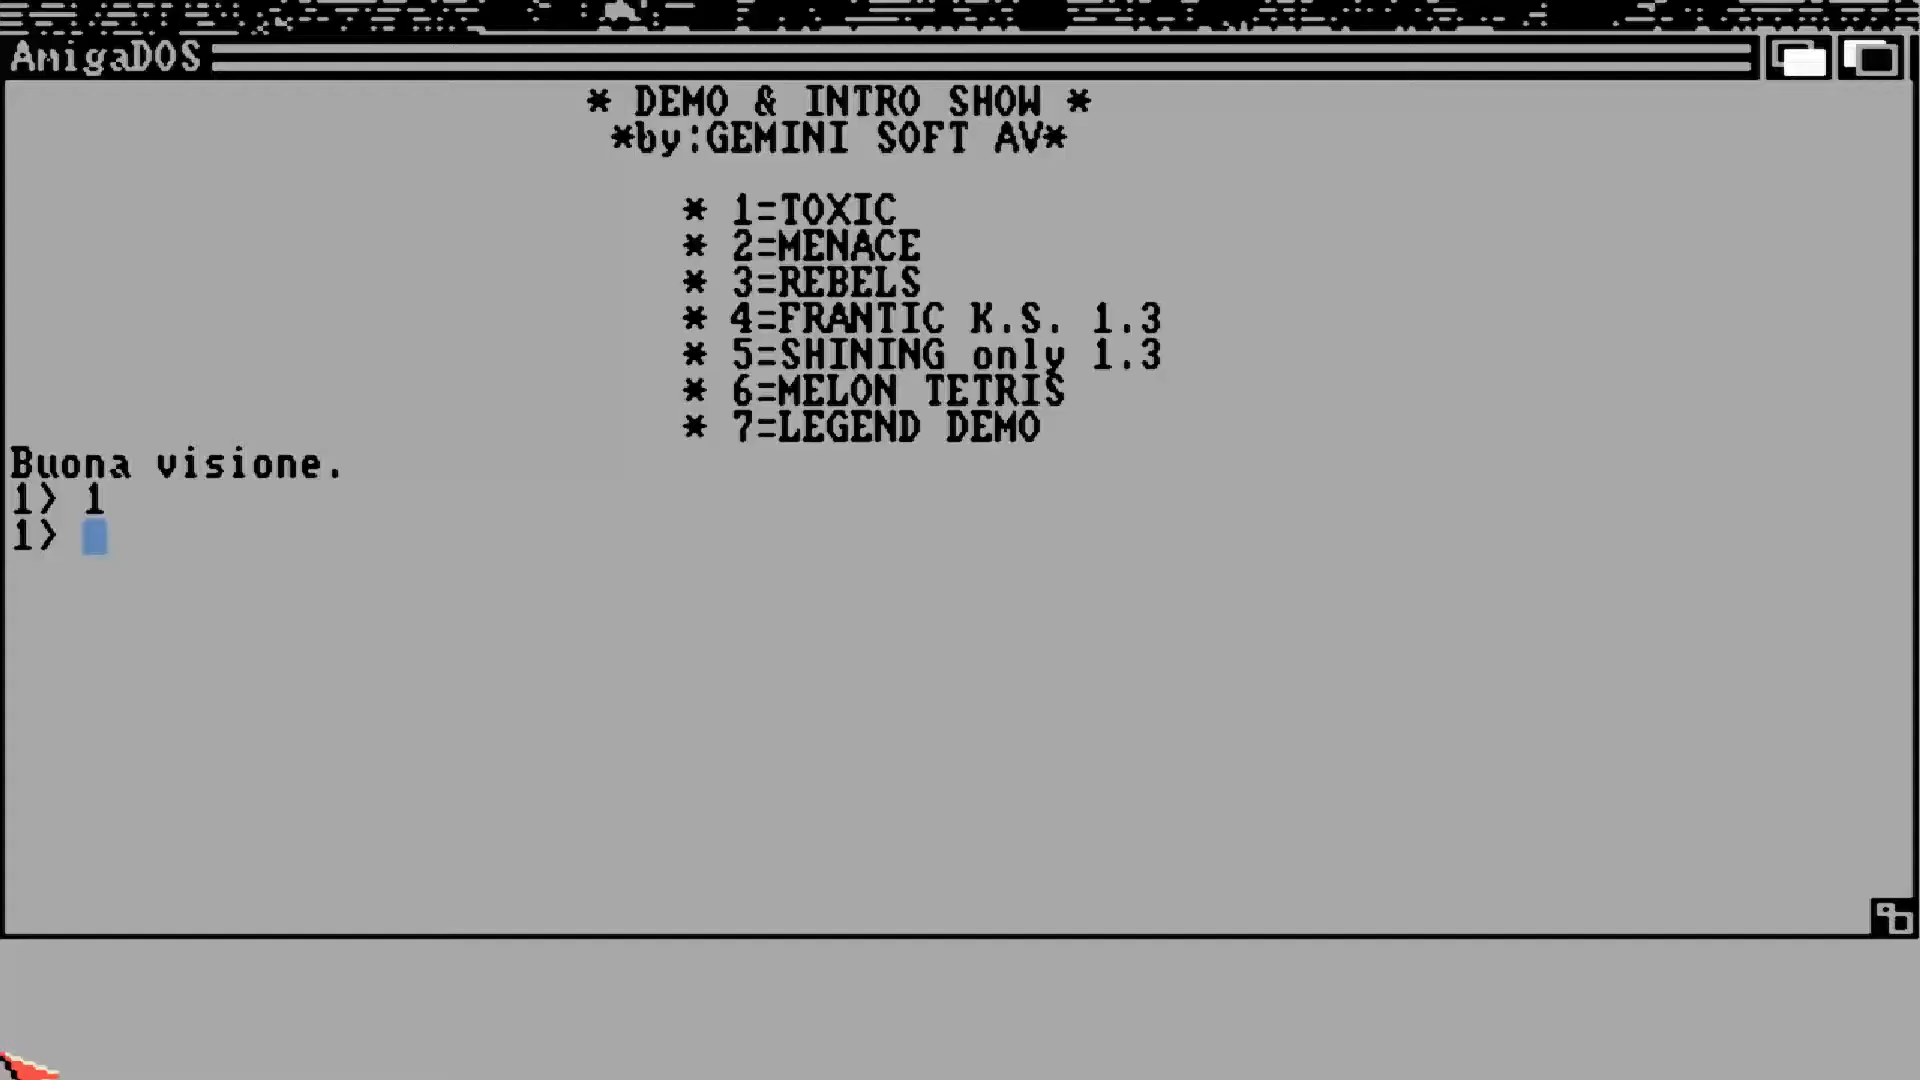 AmigaDOS
* DEMO & INTRO SHOW *
*by:GEMINI SOFT AV*
* 1=TOXIC
* 2=MENACE
* 3=REBELS
* 4=FRANTIC K.S. 1.3
* 5=SHINING only 1.3
* 6=MELON TETRIS
* 7=LEGEND DEMO
Buona visione.
1> 1
1>